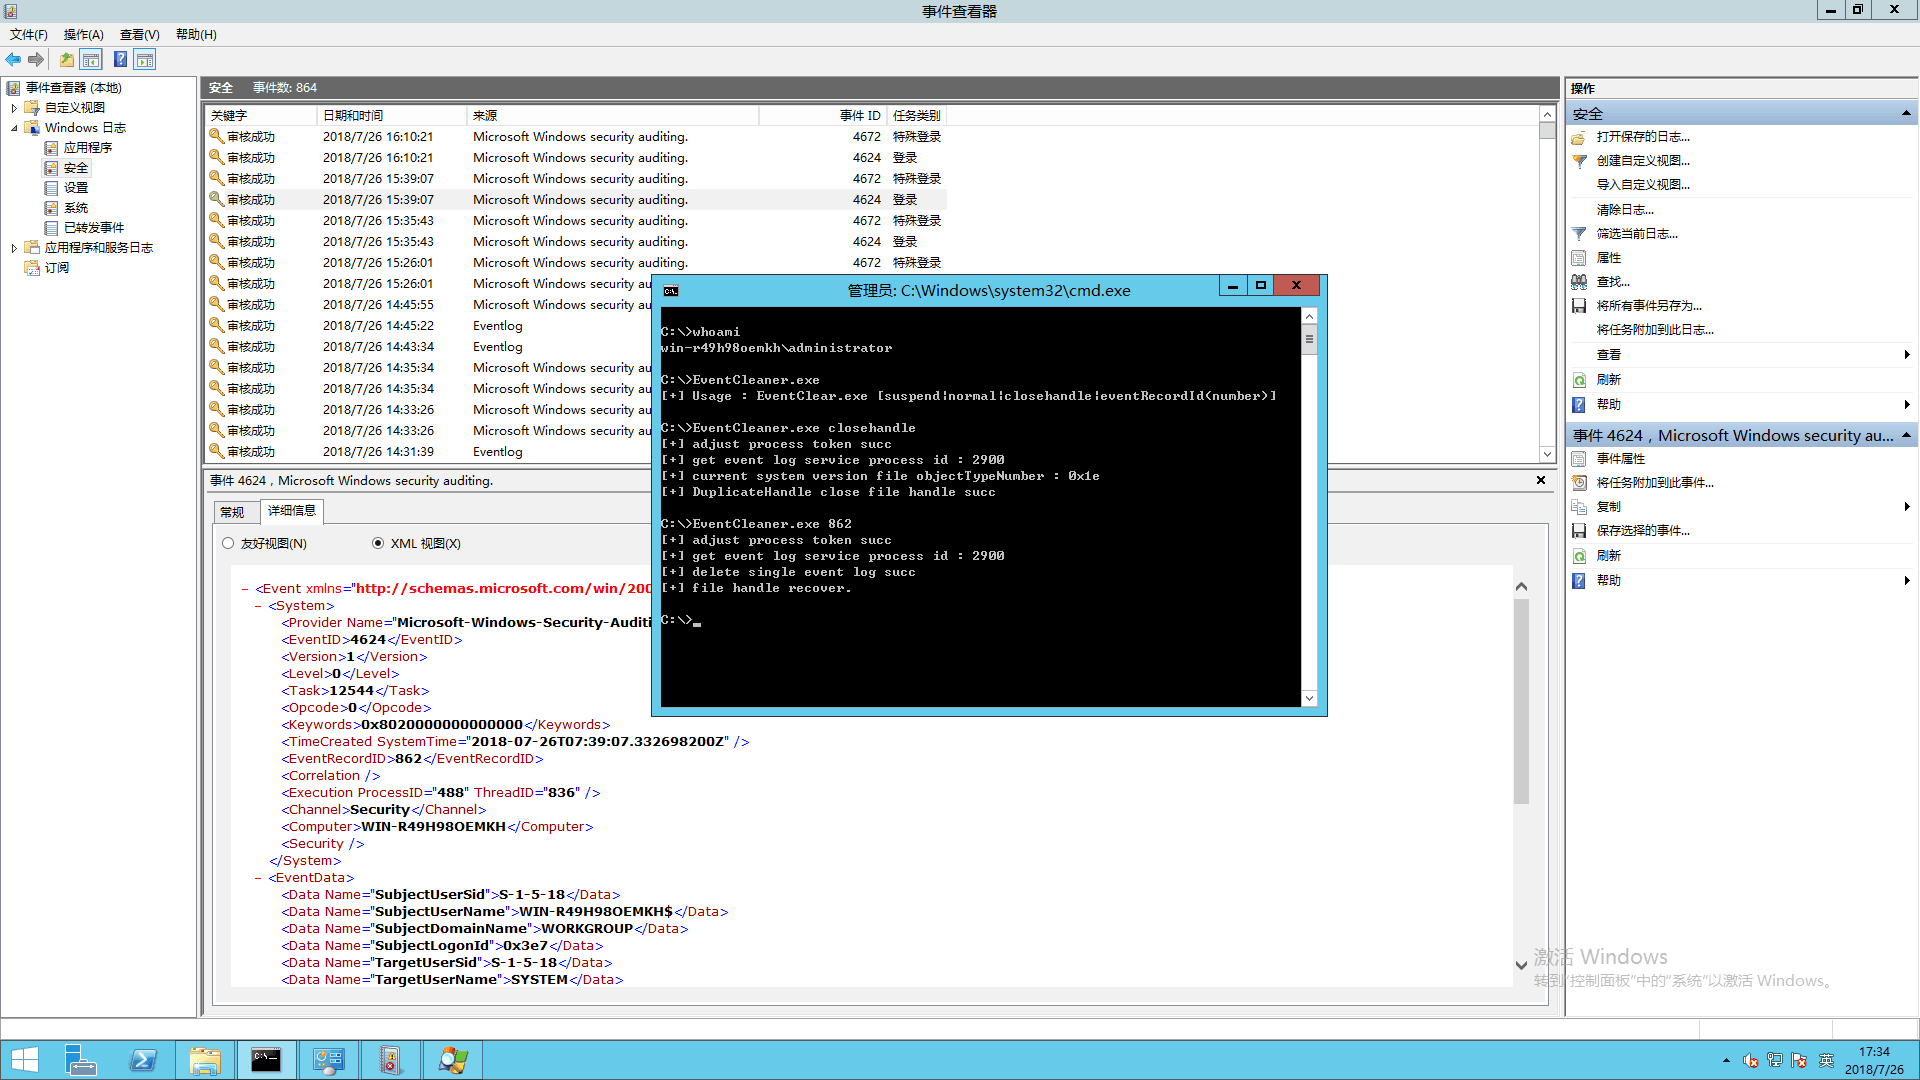 事件查看器
文件(F) 操作(A) 查看(V) 帮助(H)
事件查看器 (本地)
自定义视图
Windows 日志
应用程序
安全
设置
系统
已转发事件
应用程序和服务日志
订阅
安全 事件数: 864
关键字 日期和时间 来源 事件 ID 任务类别
审核成功 2018/7/26 16:10:21 Microsoft Windows security auditing. 4672 特殊登录
审核成功 2018/7/26 16:10:21 Microsoft Windows security auditing. 4624 登录
审核成功 2018/7/26 15:39:07 Microsoft Windows security auditing. 4672 特殊登录
审核成功 2018/7/26 15:39:07 Microsoft Windows security auditing. 4624 登录
审核成功 2018/7/26 15:35:43 Microsoft Windows security auditing. 4672 特殊登录
审核成功 2018/7/26 15:35:43 Microsoft Windows security auditing. 4624 登录
审核成功 2018/7/26 15:26:01 Microsoft Windows security auditing. 4672 特殊登录
审核成功 2018/7/26 15:26:01 Microsoft Windows security au
审核成功 2018/7/26 14:45:55 Microsoft Windows security au
审核成功 2018/7/26 14:45:22 Eventlog
审核成功 2018/7/26 14:43:34 Eventlog
审核成功 2018/7/26 14:35:34 Microsoft Windows security au
审核成功 2018/7/26 14:35:34 Microsoft Windows security au
审核成功 2018/7/26 14:33:26 Microsoft Windows security au
审核成功 2018/7/26 14:33:26 Microsoft Windows security au
审核成功 2018/7/26 14:31:39 Eventlog
事件 4624，Microsoft Windows security auditing.
常规 详细信息
友好视图(N) XML 视图(X)
- <Event xmlns="http://schemas.microsoft.com/win/200
- <System>
<Provider Name="Microsoft-Windows-Security-Auditi
<EventID>4624</EventID>
<Version>1</Version>
<Level>0</Level>
<Task>12544</Task>
<Opcode>0</Opcode>
<Keywords>0x8020000000000000</Keywords>
<TimeCreated SystemTime="2018-07-26T07:39:07.332698200Z" />
<EventRecordID>862</EventRecordID>
<Correlation />
<Execution ProcessID="488" ThreadID="836" />
<Channel>Security</Channel>
<Computer>WIN-R49H98OEMKH</Computer>
<Security />
</System>
- <EventData>
<Data Name="SubjectUserSid">S-1-5-18</Data>
<Data Name="SubjectUserName">WIN-R49H98OEMKH$</Data>
<Data Name="SubjectDomainName">WORKGROUP</Data>
<Data Name="SubjectLogonId">0x3e7</Data>
<Data Name="TargetUserSid">S-1-5-18</Data>
<Data Name="TargetUserName">SYSTEM</Data>
管理员: C:\Windows\system32\cmd.exe
C:\>whoami
win-r49h98oemkh\administrator
C:\>EventCleaner.exe
[+] Usage : EventClear.exe [suspend|normal|closehandle|eventRecordId(number)]
C:\>EventCleaner.exe closehandle
[+] adjust process token succ
[+] get event log service process id : 2900
[+] current system version file objectTypeNumber : 0x1e
[+] DuplicateHandle close file handle succ
C:\>EventCleaner.exe 862
[+] adjust process token succ
[+] get event log service process id : 2900
[+] delete single event log succ
[+] file handle recover.
C:\>_
操作
安全
打开保存的日志...
创建自定义视图...
导入自定义视图...
清除日志...
筛选当前日志...
属性
查找...
将所有事件另存为...
将任务附加到此日志...
查看
刷新
帮助
事件 4624，Microsoft Windows security au...
事件属性
将任务附加到此事件...
复制
保存选择的事件...
刷新
帮助
激活 Windows
转到"控制面板"中的"系统"以激活 Windows。
英
17:34
2018/7/26